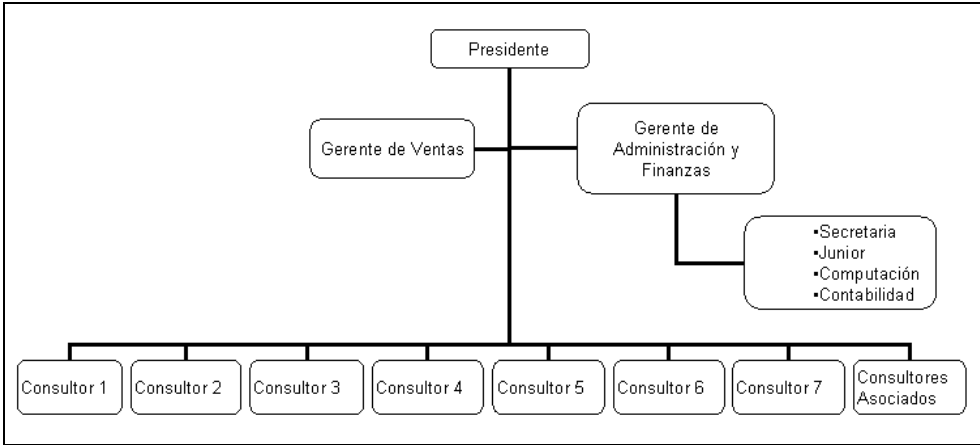 Presidente
Gerente de Ventas
Gerente de
Administración y
Finanzas
▪Secretaria
▪Junior
▪Computación
▪Contabilidad
Consultor 1
Consultor 2
Consultor 3
Consultor 4
Consultor 5
Consultor 6
Consultor 7
Consultores
Asociados